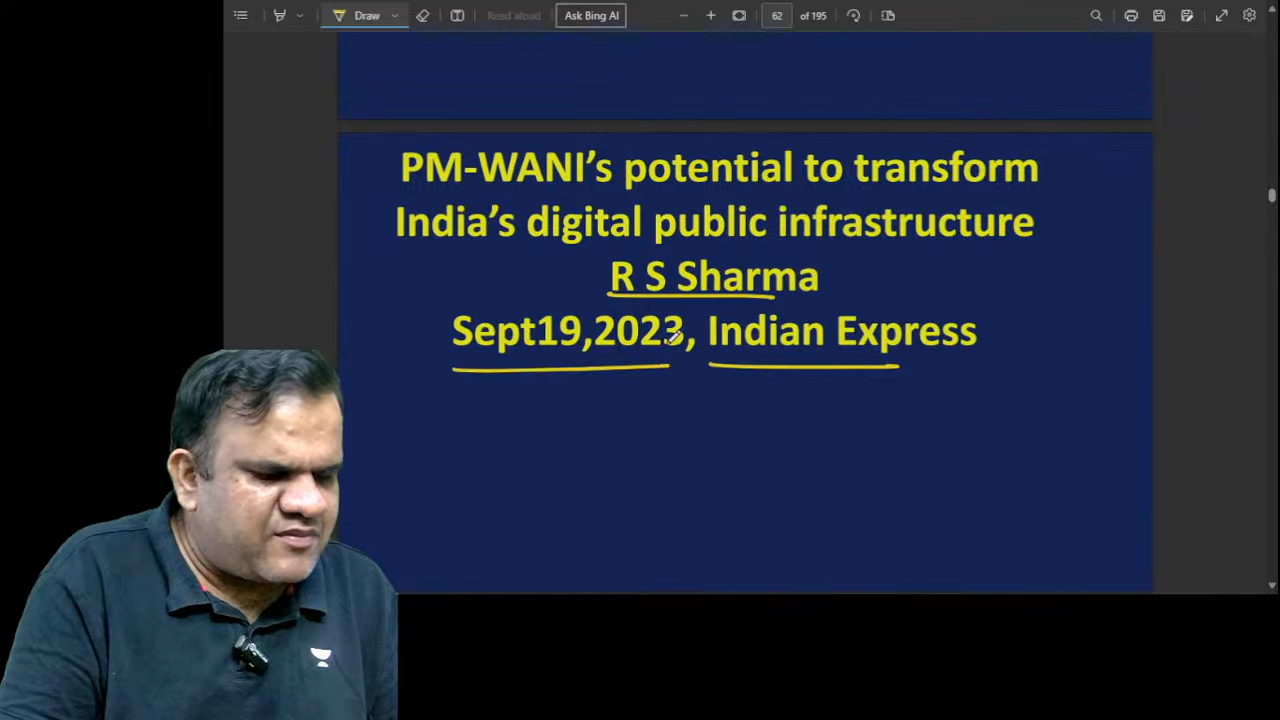 Draw
Read aloud
Ask Bing AI
62 of 195
PM-WANI’s potential to transform
India’s digital public infrastructure
R S Sharma
Sept19,2023, Indian Express